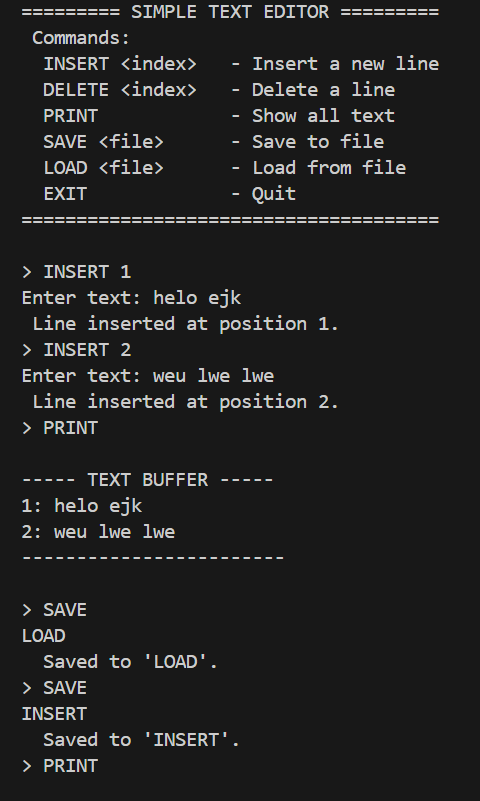 ========= SIMPLE TEXT EDITOR =========
 Commands:
  INSERT <index>   - Insert a new line
  DELETE <index>   - Delete a line
  PRINT            - Show all text
  SAVE <file>      - Save to file
  LOAD <file>      - Load from file
  EXIT             - Quit
======================================

> INSERT 1
Enter text: helo ejk
 Line inserted at position 1.
> INSERT 2
Enter text: weu lwe lwe
 Line inserted at position 2.
> PRINT

----- TEXT BUFFER -----
1: helo ejk
2: weu lwe lwe
------------------------

> SAVE
LOAD
  Saved to 'LOAD'.
> SAVE
INSERT
  Saved to 'INSERT'.
> PRINT